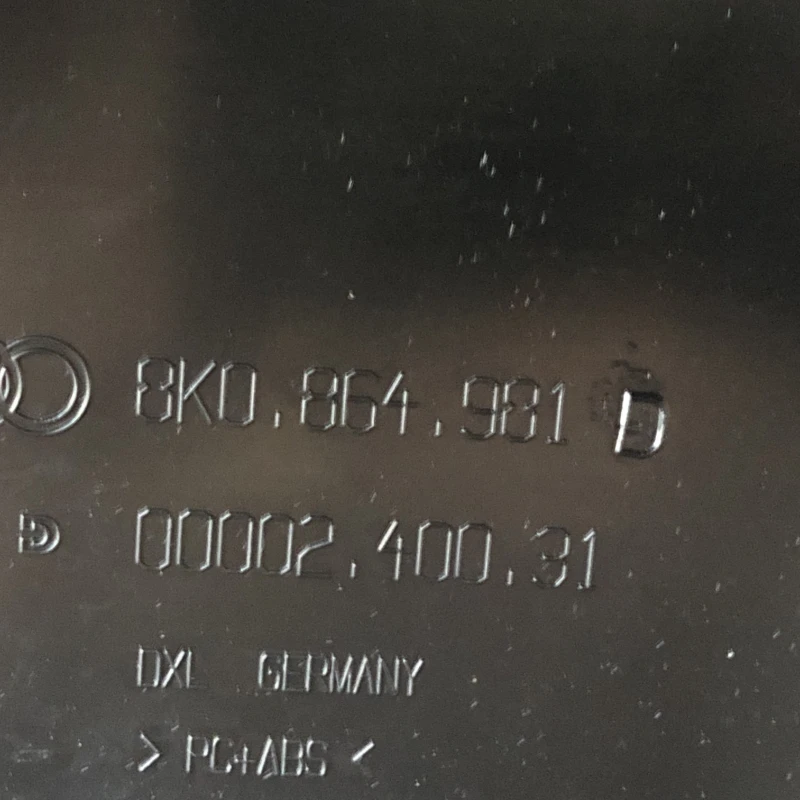 8K0.864.981 D
D 00002.400.31
DXL GERMANY
> PC+ABS <